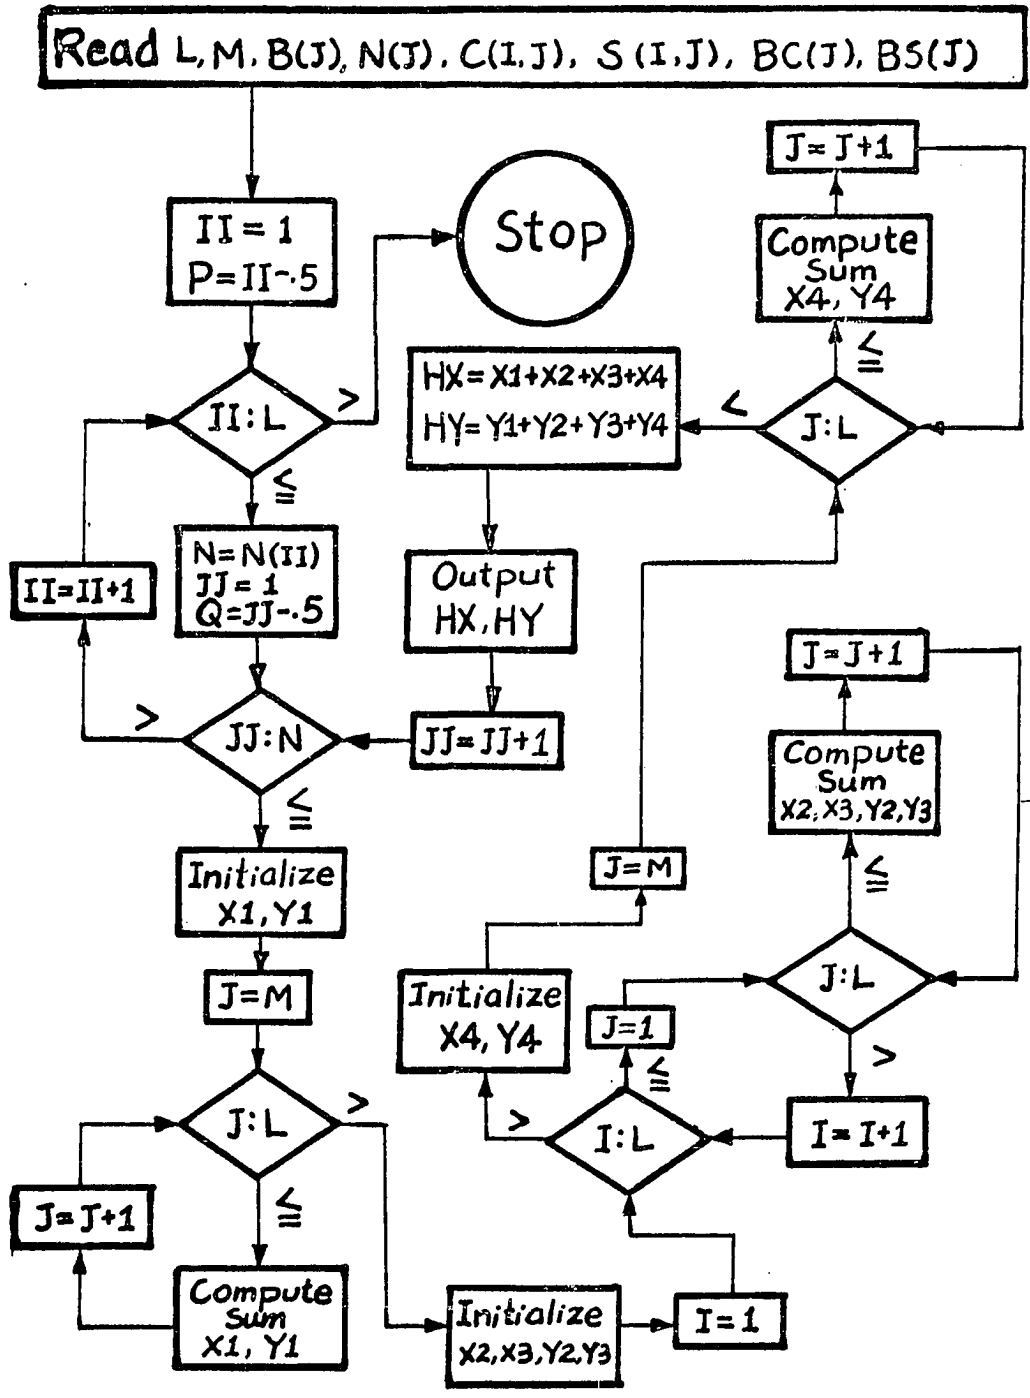 Read L, M, B(J), N(J), C(I,J), S(I,J), BC(J), BS(J)
II = 1
P=II-.5
Stop
II:L
>
≦
N=N(II)
JJ=1
Q=JJ-.5
II=II+1
JJ:N
>
≦
Initialize
X1, Y1
J=M
J:L
>
≦
J=J+1
Compute
Sum
X1, Y1
Initialize
X2,X3,Y2,Y3
I=1
I:L
>
≦
J=1
J:L
≦
>
I=I+1
Compute
Sum
X2,X3,Y2,Y3
J=J+1
Initialize
X4, Y4
J=M
J:L
<
≦
Compute
Sum
X4, Y4
J=J+1
HX=X1+X2+X3+X4
HY=Y1+Y2+Y3+Y4
Output
HX,HY
JJ=JJ+1